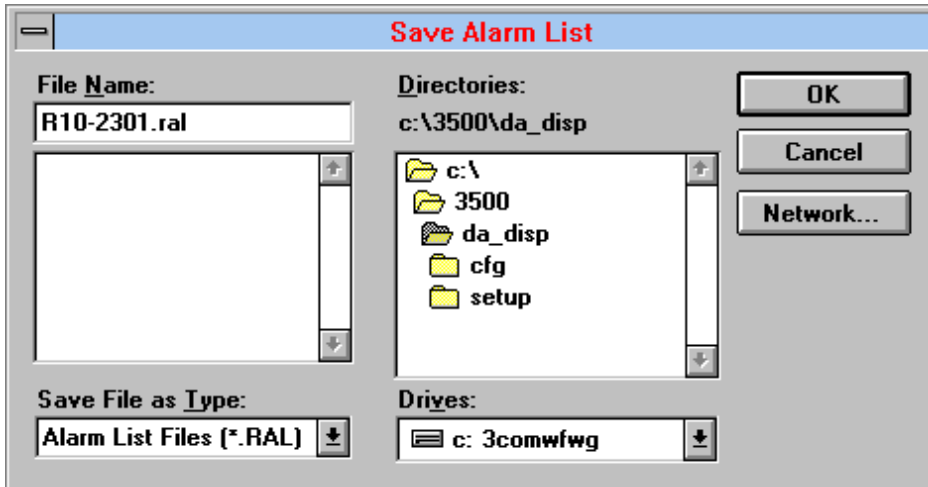 Save Alarm List
File Name:
R10-2301.ral
Save File as Type:
Alarm List Files (*.RAL)
Directories:
c:\3500\da_disp
c:\
3500
da_disp
cfg
setup
Drives:
c: 3comwfwg
OK
Cancel
Network...